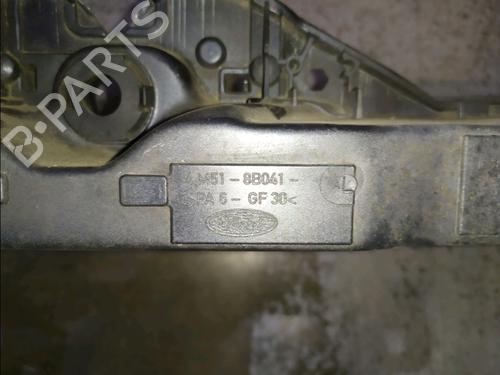 B-PARTS
M51-8B041-
PA 6 - GF 30<